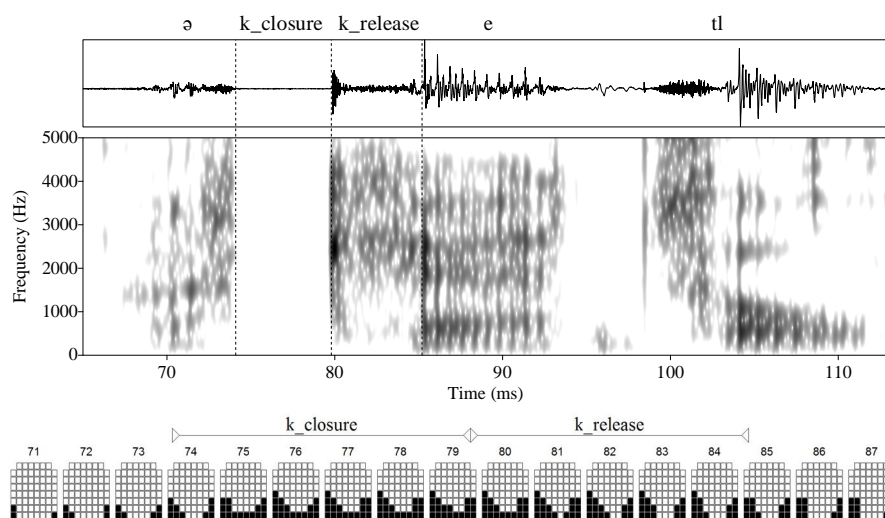 ə k_closure k_release e tl
5000
4000
3000
2000
1000
0
Frequency (Hz)
70 80 90 100 110
Time (ms)
k_closure k_release
71 72 73 74 75 76 77 78 79 80 81 82 83 84 85 86 87